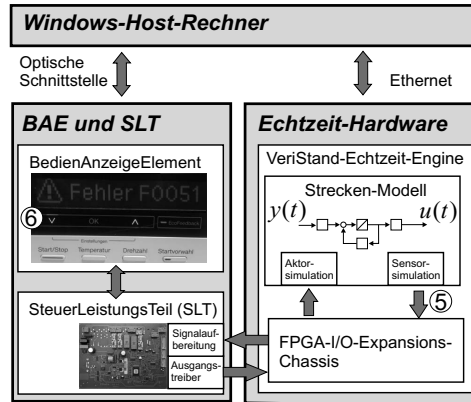 Windows-Host-Rechner
Optische
Schnittstelle
Ethernet
BAE und SLT
BedienAnzeigeElement
Fehler F0051
OK
Einstellungen
Start/Stop Temperatur Drehzahl Startvorwahl
⑥
SteuerLeistungsTeil (SLT)
Signalauf-
bereitung
Ausgangs-
treiber
Echtzeit-Hardware
VeriStand-Echtzeit-Engine
Strecken-Modell
y(t) u(t)
Aktor-
simulation
Sensor-
simulation
⑤
FPGA-I/O-Expansions-
Chassis